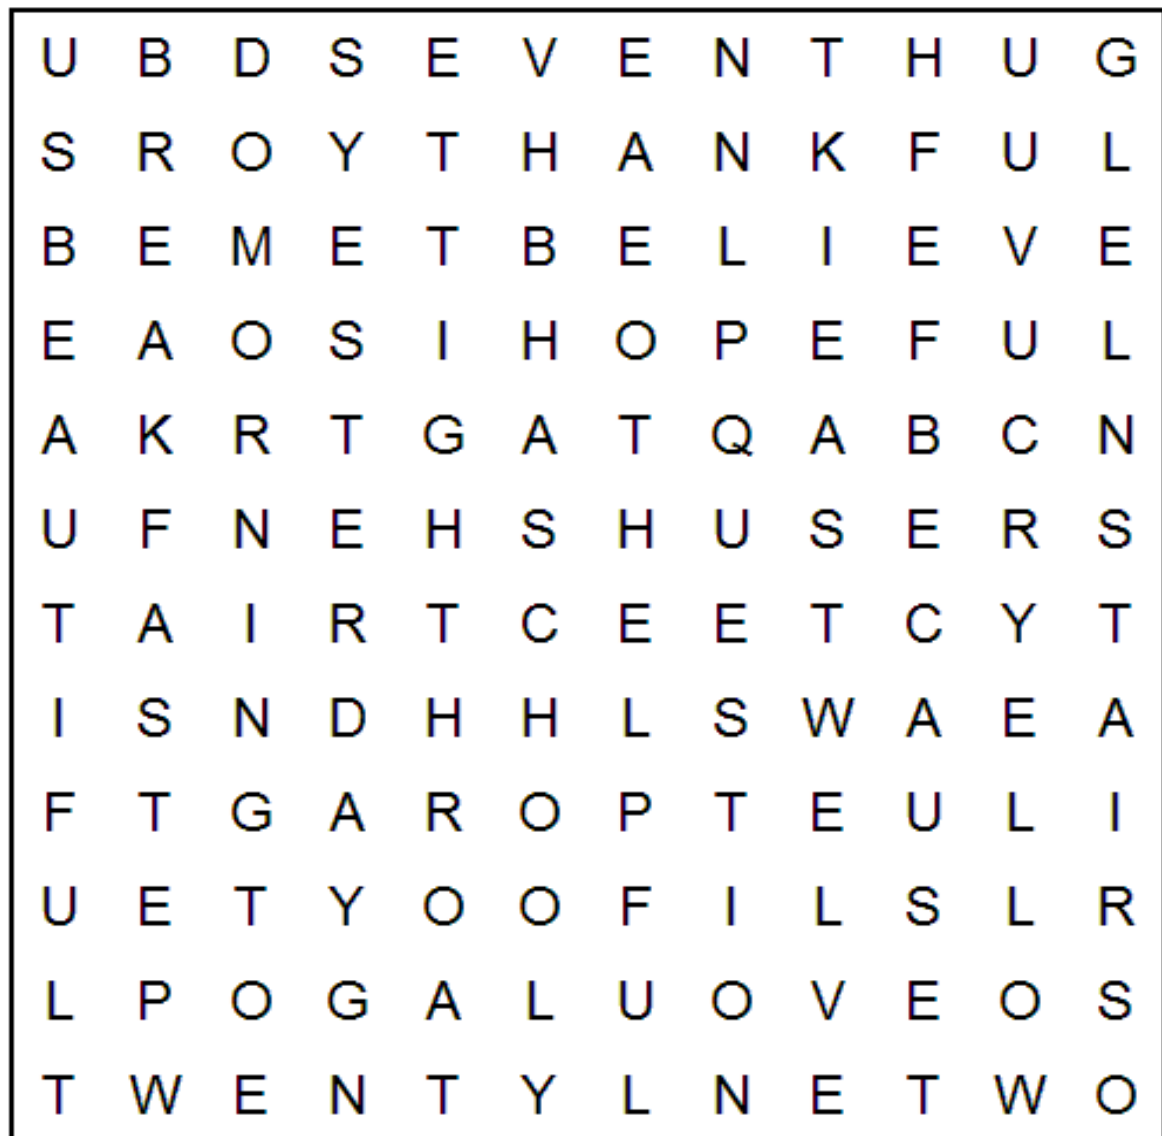 U B D S E V E N T H U G
S R O Y T H A N K F U L
B E M E T B E L I E V E
E A O S I H O P E F U L
A K R T G A T Q A B C N
U F N E H S H U S E R S
T A I R T C E E T C Y T
I S N D H H L S W A E A
F T G A R O P T E U L I
U E T Y O O F I L S L R
L P O G A L U O V E O S
T W E N T Y L N E T W O